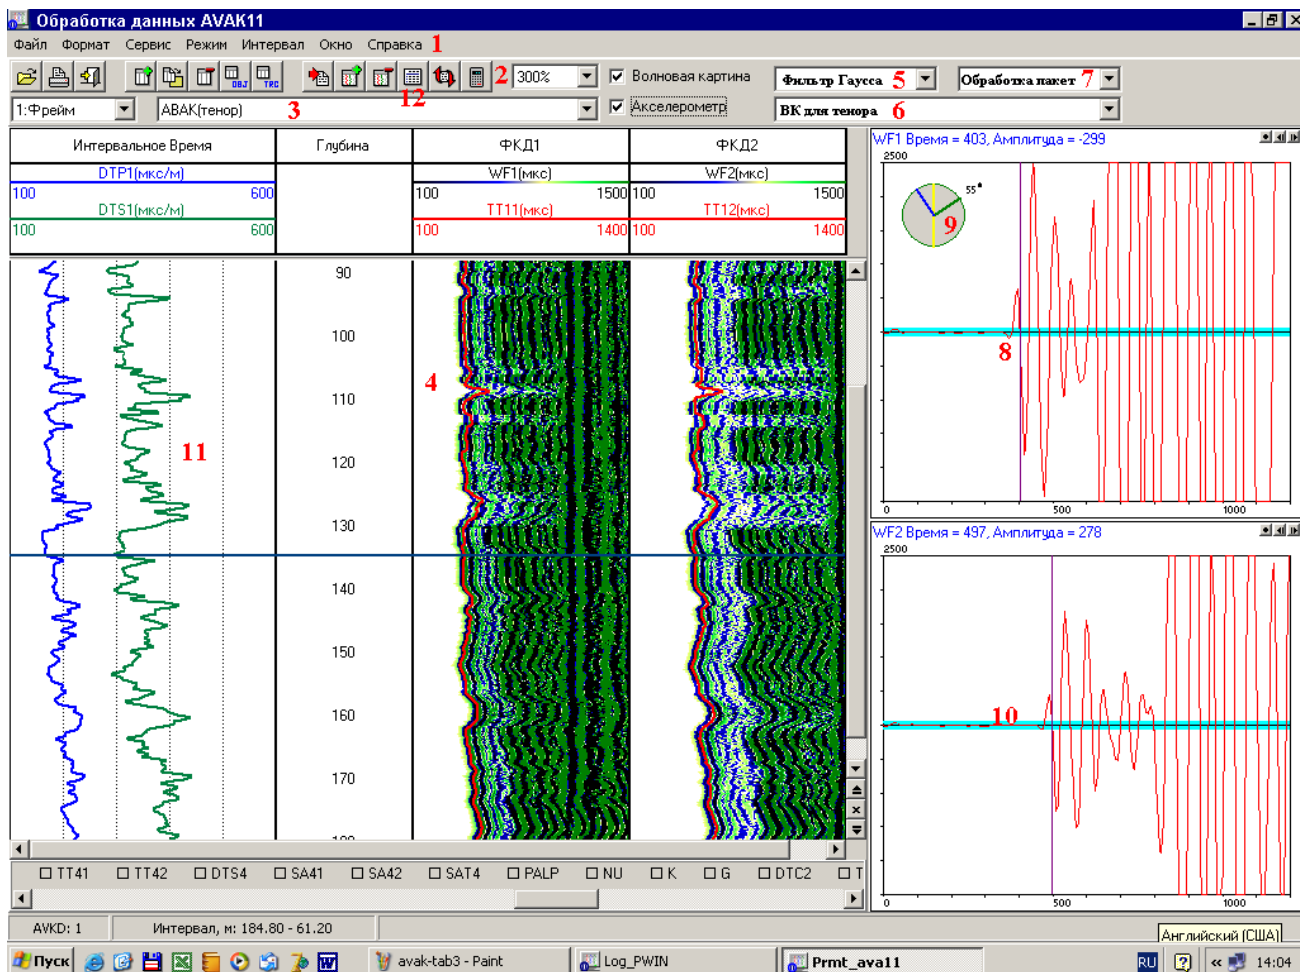 Обработка данных AVAK11
Файл Формат Сервис Режим Интервал Окно Справка 1
OBJ TRC 2 300% Волновая картина Фильтр Гаусса 5 Обработка пакет 7
12
1:Фрейм АВАК(тенор) 3 Акселерометр ВК для тенора 6
Интервальное Время Глубина ФКД1 ФКД2
DTP1(мкс/м) WF1(мкс) WF2(мкс)
100 600 100 1500 100 1500
DTS1(мкс/м) TT11(мкс) TT12(мкс)
100 600 100 1400 100 1400
WF1 Время = 403, Амплитуда = -299
2500
55°
9
8
0 500 1000
90
100
4
110
11
120
130
140
150
160
170
180
WF2 Время = 497, Амплитуда = 278
2500
10
0 500 1000
TT41 TT42 DTS4 SA41 SA42 SAT4 PALP NU K G DTC2 T
AVKD: 1 Интервал, м: 184.80 - 61.20
Английский (США)
Пуск avak-tab3 - Paint Log_PWIN Prmt_ava11 RU « 14:04